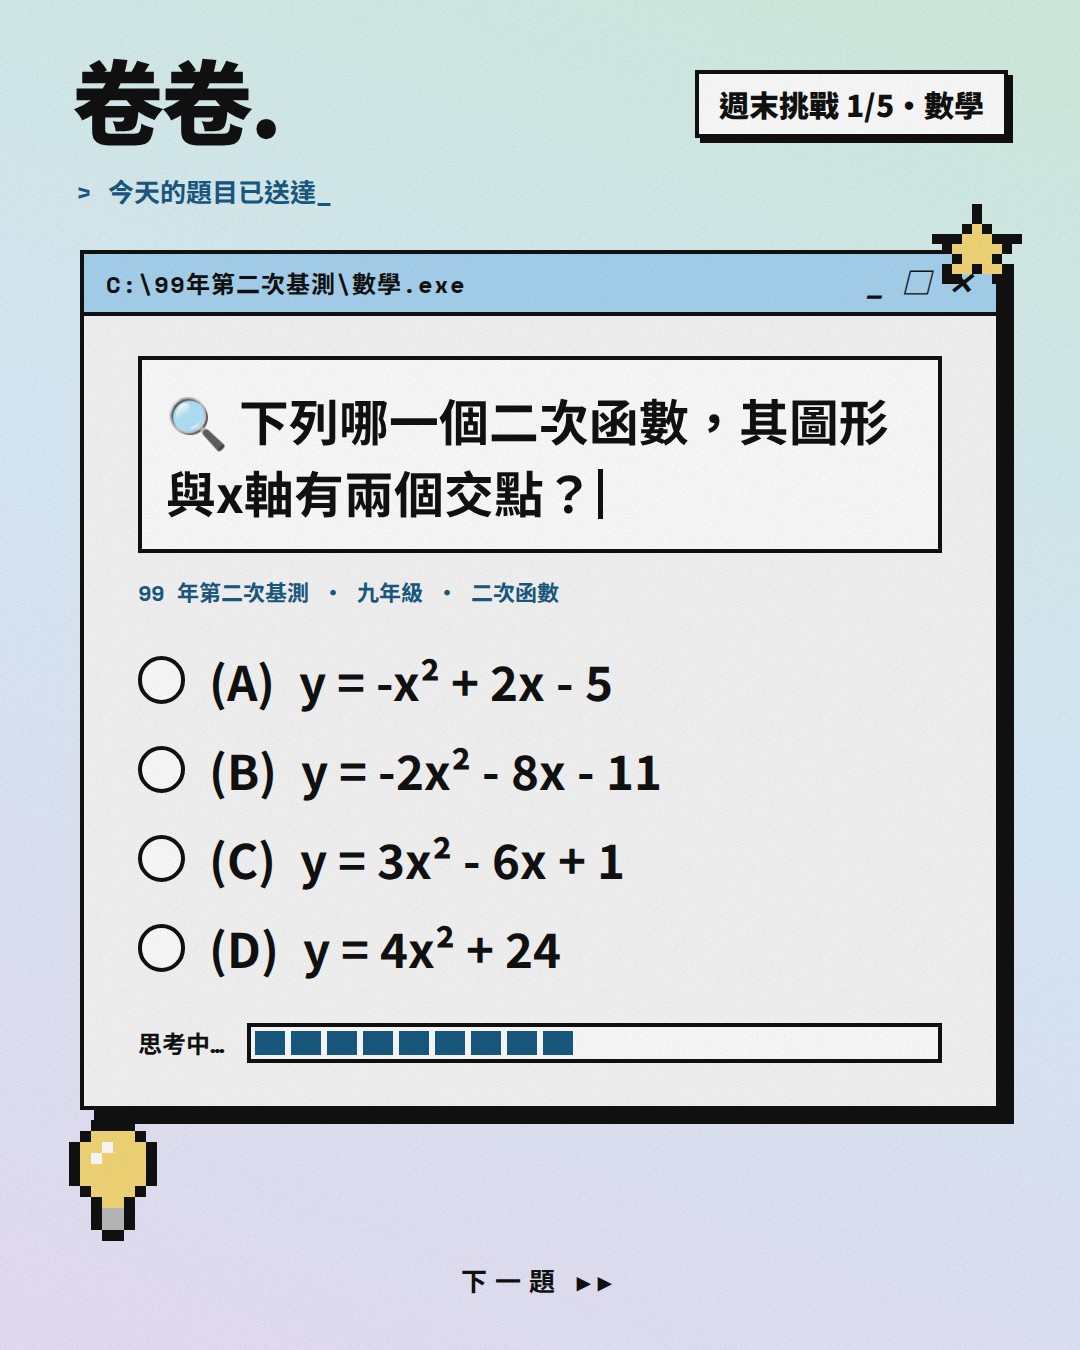 卷卷.
週末挑戰 1/5・數學
> 今天的題目已送達_
C:\99年第二次基測\數學.exe
🔍 下列哪一個二次函數，其圖形
與x軸有兩個交點？|
99 年第二次基測 ・ 九年級 ・ 二次函數
(A) y = -x² + 2x - 5
(B) y = -2x² - 8x - 11
(C) y = 3x² - 6x + 1
(D) y = 4x² + 24
思考中…
下一題 ▸▸